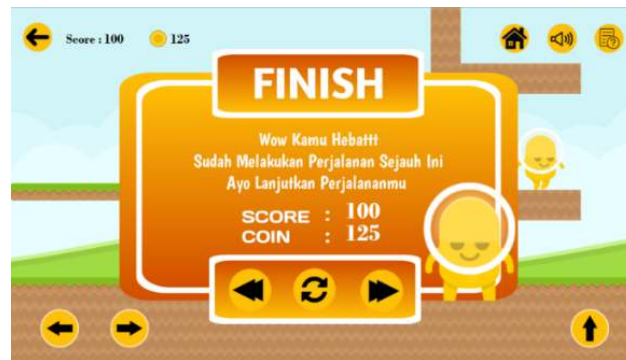 Score : 100
125
FINISH
Wow Kamu Hebattt
Sudah Melakukan Perjalanan Sejauh Ini
Ayo Lanjutkan Perjalananmu
SCORE : 100
COIN : 125